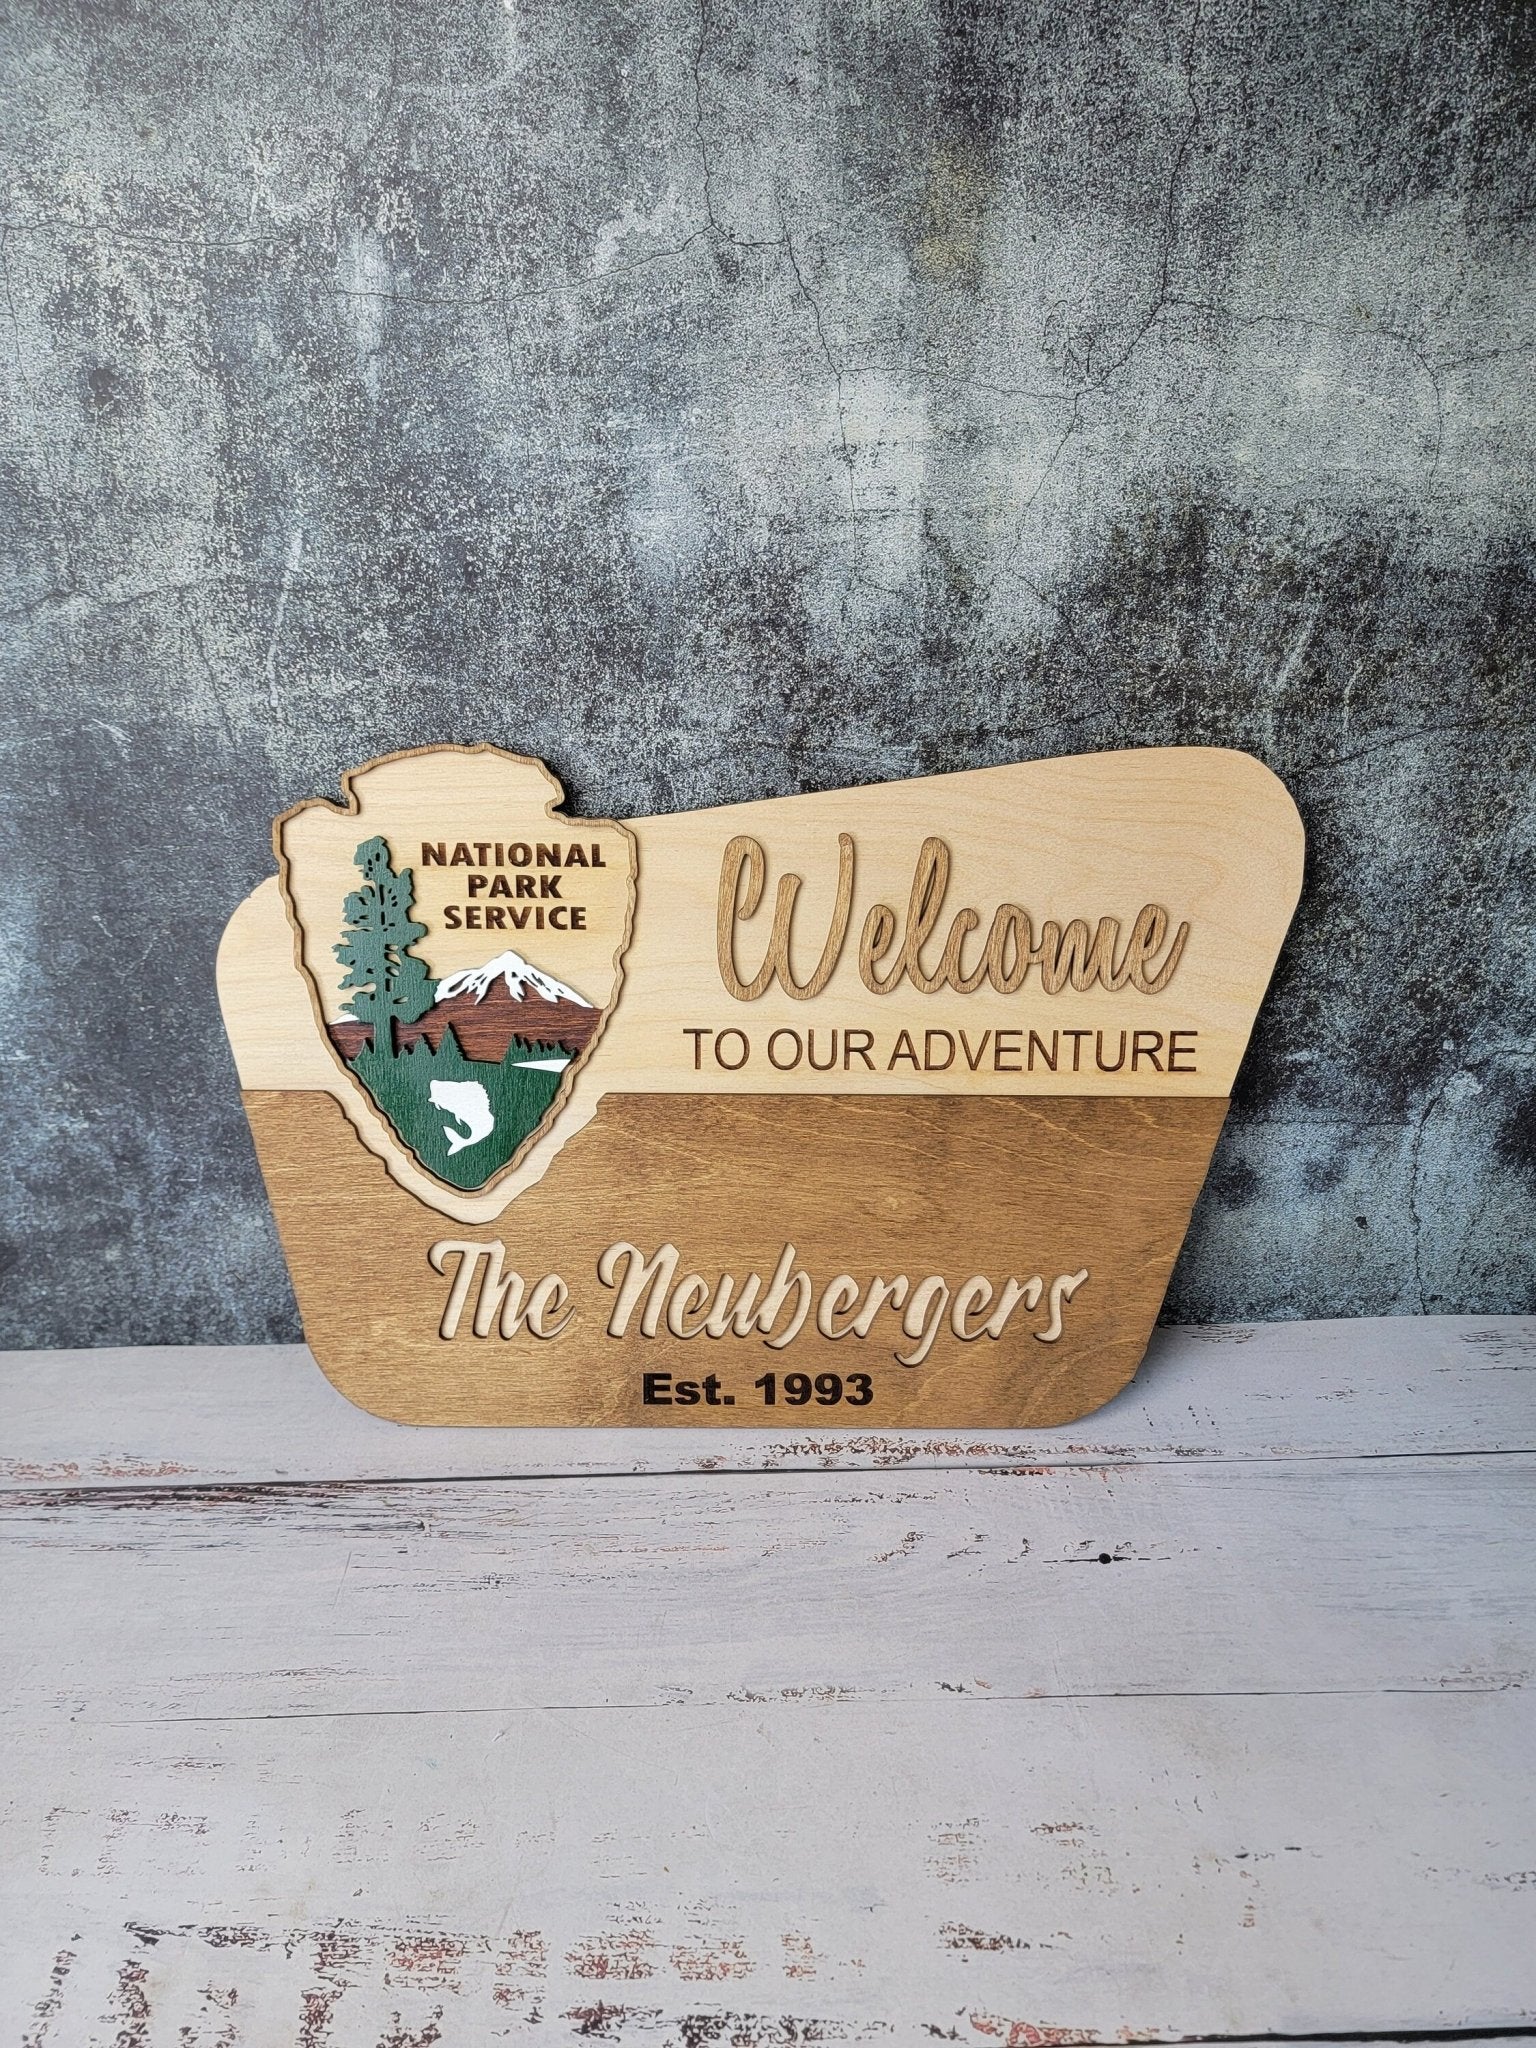 NATIONAL
PARK
SERVICE
Welcome
TO OUR ADVENTURE
The Neubergers
Est. 1993